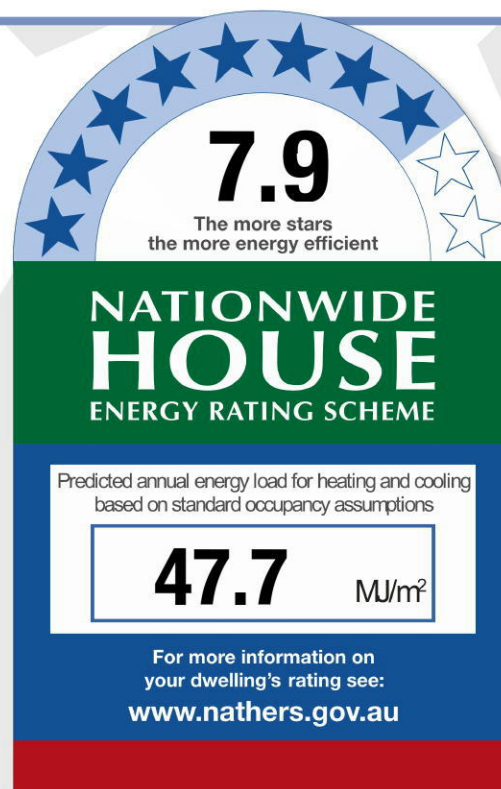 7.9
The more stars
the more energy efficient
NATIONWIDE
HOUSE
ENERGY RATING SCHEME
Predicted annual energy load for heating and cooling
based on standard occupancy assumptions
47.7 MJ/m²
For more information on
your dwelling's rating see:
www.nathers.gov.au